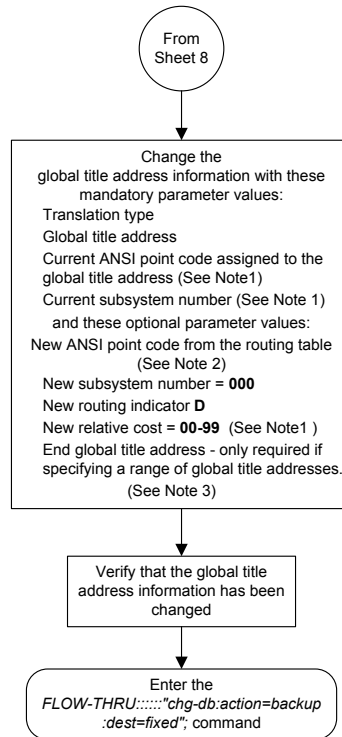 From
Sheet 8
Change the
global title address information with these
mandatory parameter values:
Translation type
Global title address
Current ANSI point code assigned to the
global title address (See Note1)
Current subsystem number (See Note 1)
and these optional parameter values:
New ANSI point code from the routing table
(See Note 2)
New subsystem number = 000
New routing indicator D
New relative cost = 00-99 (See Note1 )
End global title address - only required if
specifying a range of global title addresses.
(See Note 3)
Verify that the global title
address information has been
changed
Enter the
FLOW-THRU::::::"chg-db:action=backup
:dest=fixed"; command